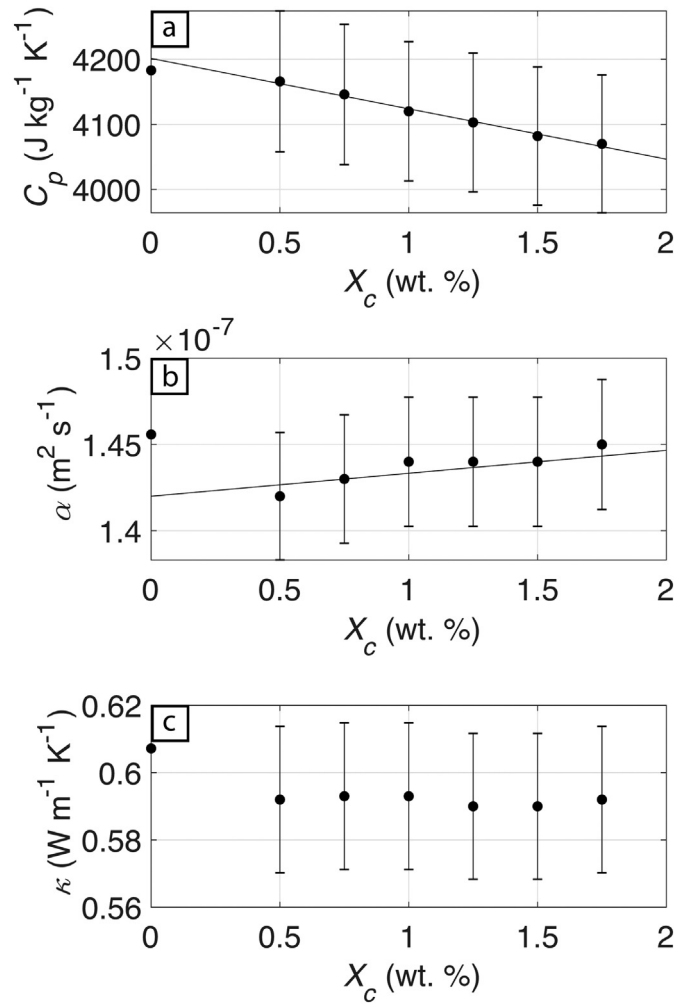 a
C_p (J kg⁻¹ K⁻¹)
4200
4100
4000
0 0.5 1 1.5 2
X_c (wt. %)
×10⁻⁷
b
α (m² s⁻¹)
1.5
1.45
1.4
0 0.5 1 1.5 2
X_c (wt. %)
c
κ (W m⁻¹ K⁻¹)
0.62
0.6
0.58
0.56
0 0.5 1 1.5 2
X_c (wt. %)